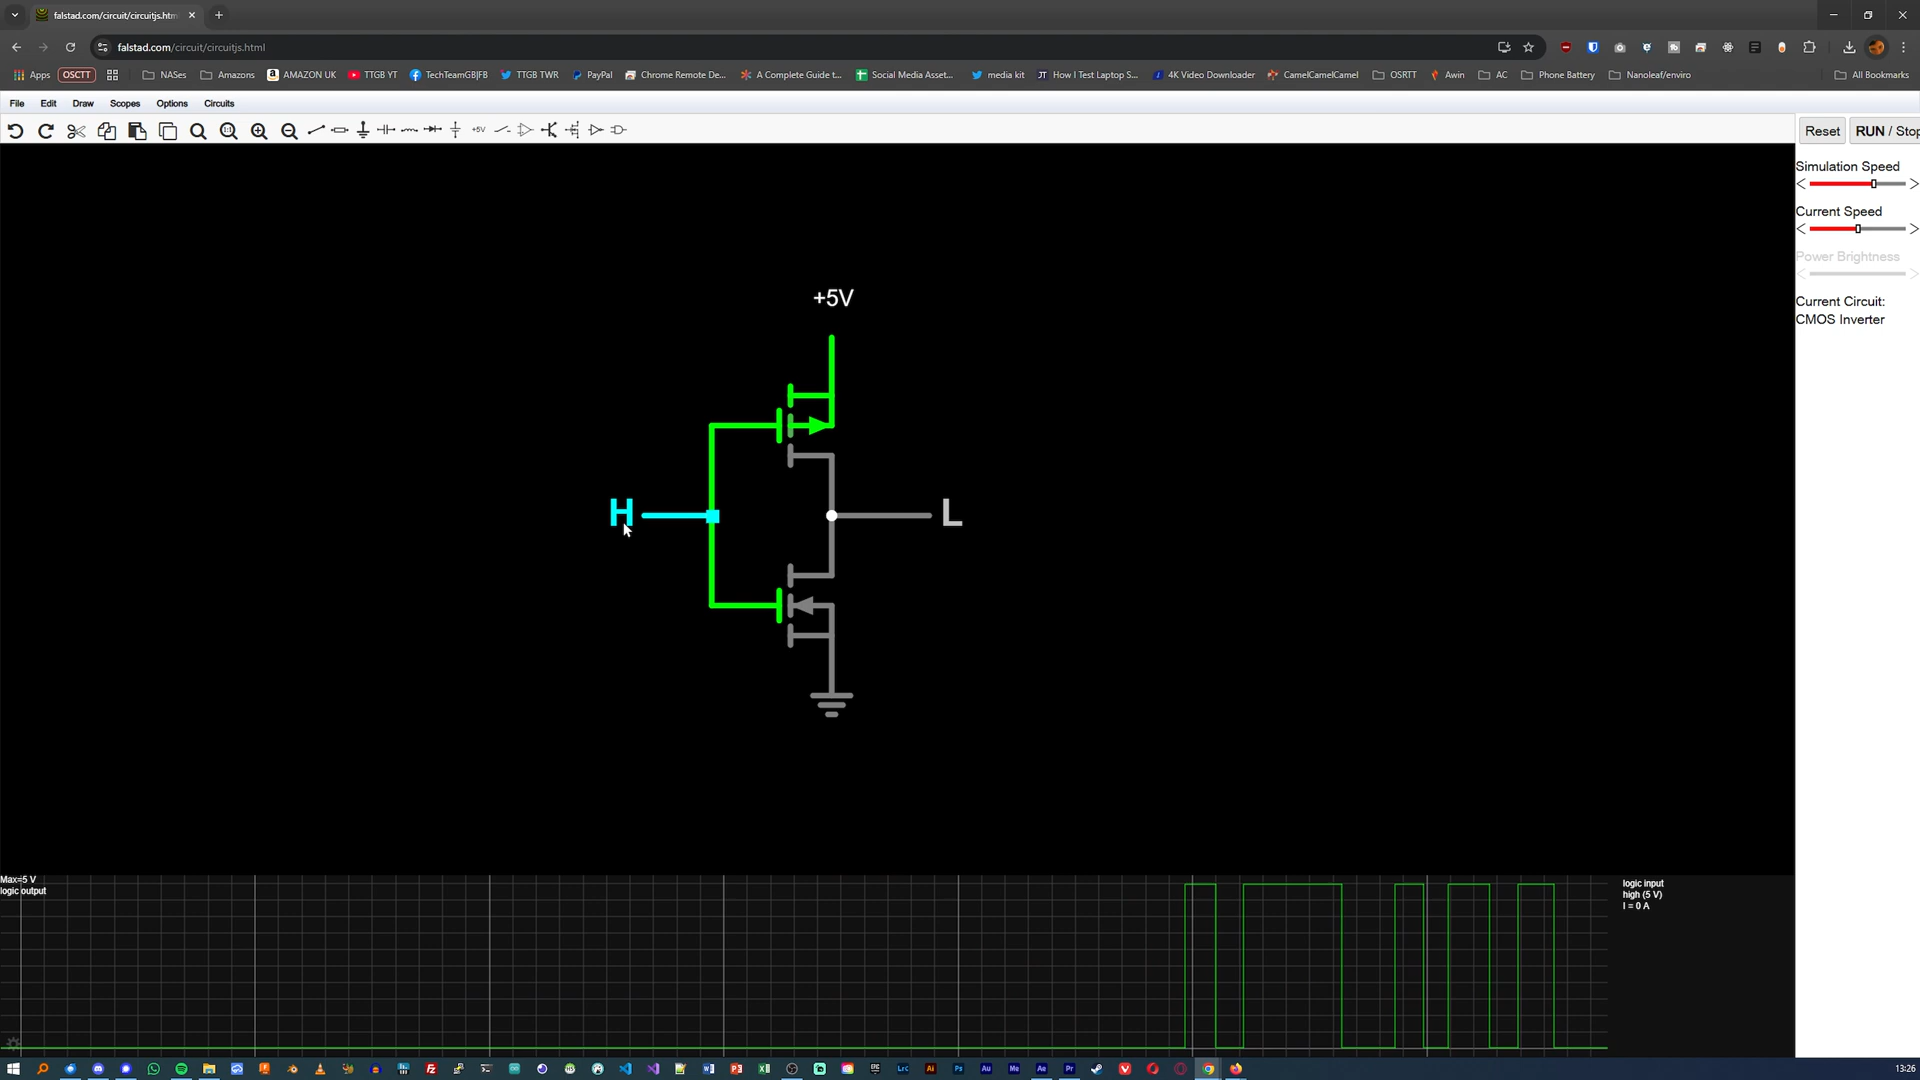 falstad.com/circuit/circuitjs.htm
falstad.com/circuit/circuitjs.html
Apps
OSCTT
NASes
Amazons
AMAZON UK
TTGB YT
TechTeamGB|FB
TTGB TWR
PayPal
Chrome Remote De...
A Complete Guide t...
Social Media Asset...
media kit
How I Test Laptop S...
4K Video Downloader
CamelCamelCamel
OSRTT
Awin
AC
Phone Battery
Nanoleaf/enviro
All Bookmarks
File Edit Draw Scopes Options Circuits
+5V
Reset
RUN / Stop
Simulation Speed
Current Speed
Power Brightness
Current Circuit:
CMOS Inverter
+5V
H
L
Max=5 V
logic output
logic input
high (5 V)
I = 0 A
13:26